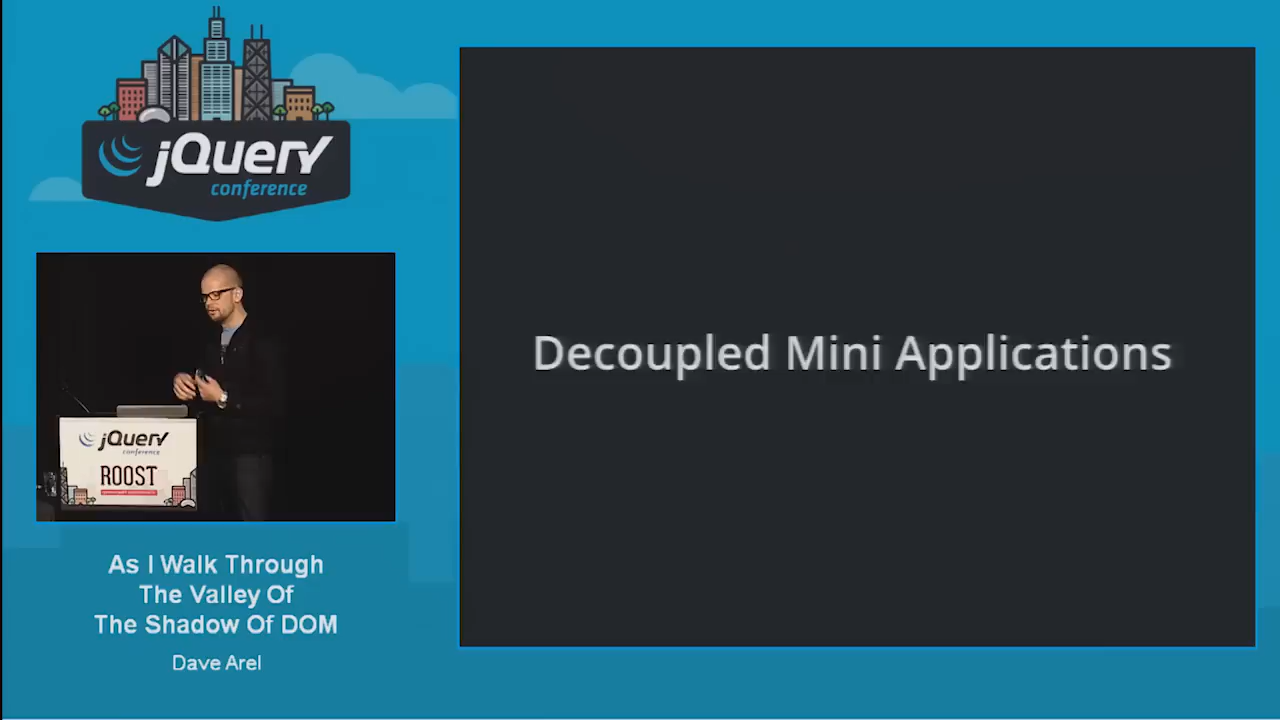 jQuery
conference
Decoupled Mini Applications
jQuery
conference
ROOST
As I Walk Through
The Valley Of
The Shadow Of DOM
Dave Arel